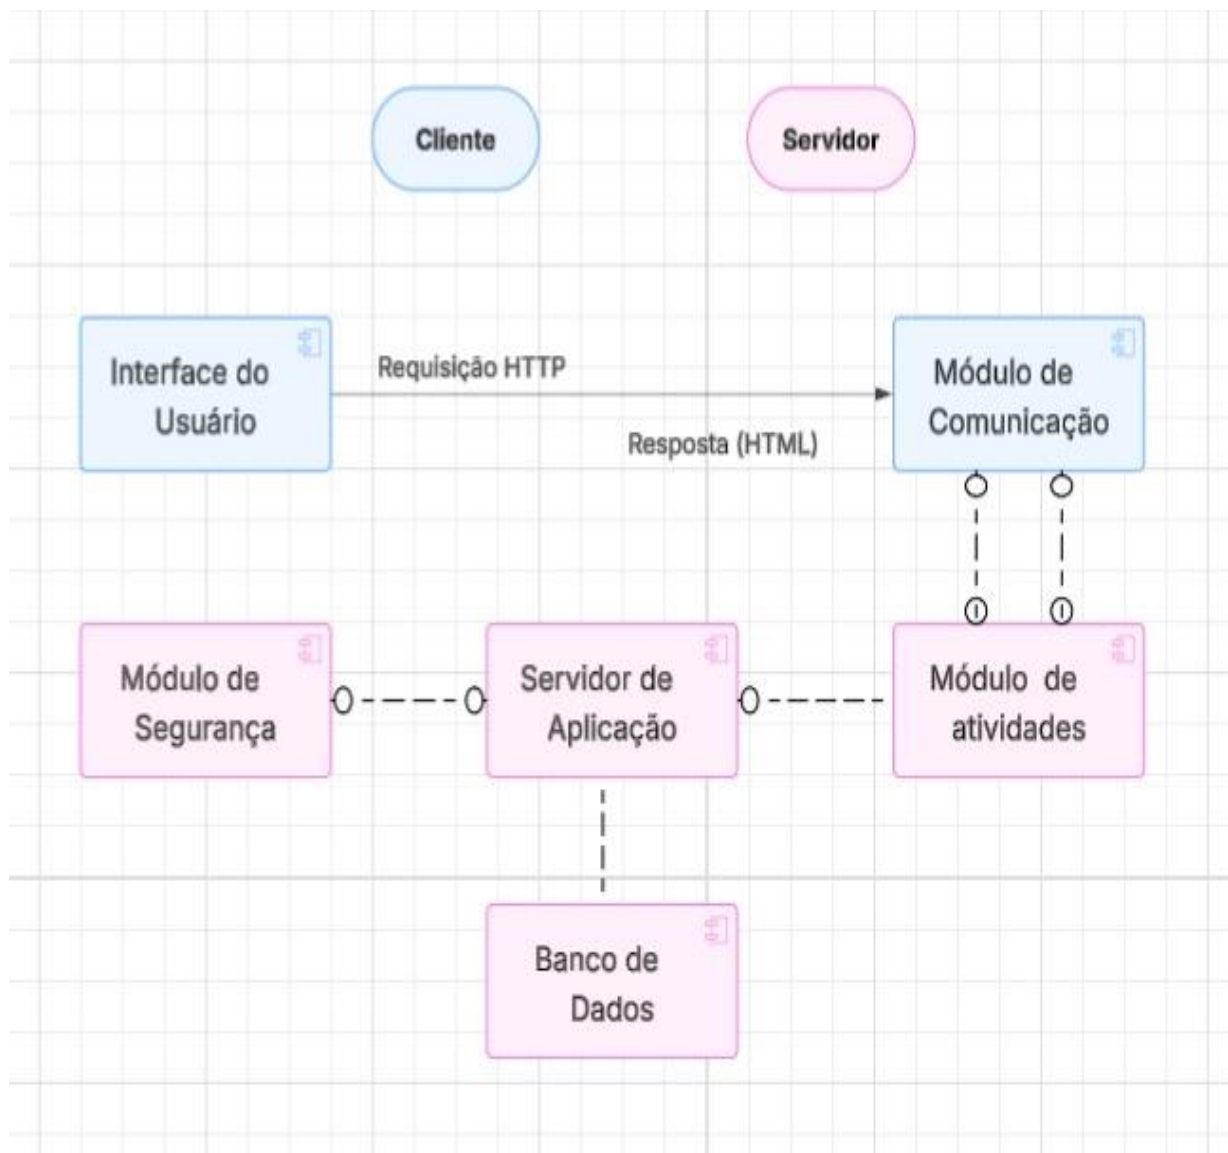 Cliente
Servidor
Interface do
Usuário
Requisição HTTP
Resposta (HTML)
Módulo de
Comunicação
Módulo de
Segurança
Servidor de
Aplicação
Módulo de
atividades
Banco de
Dados